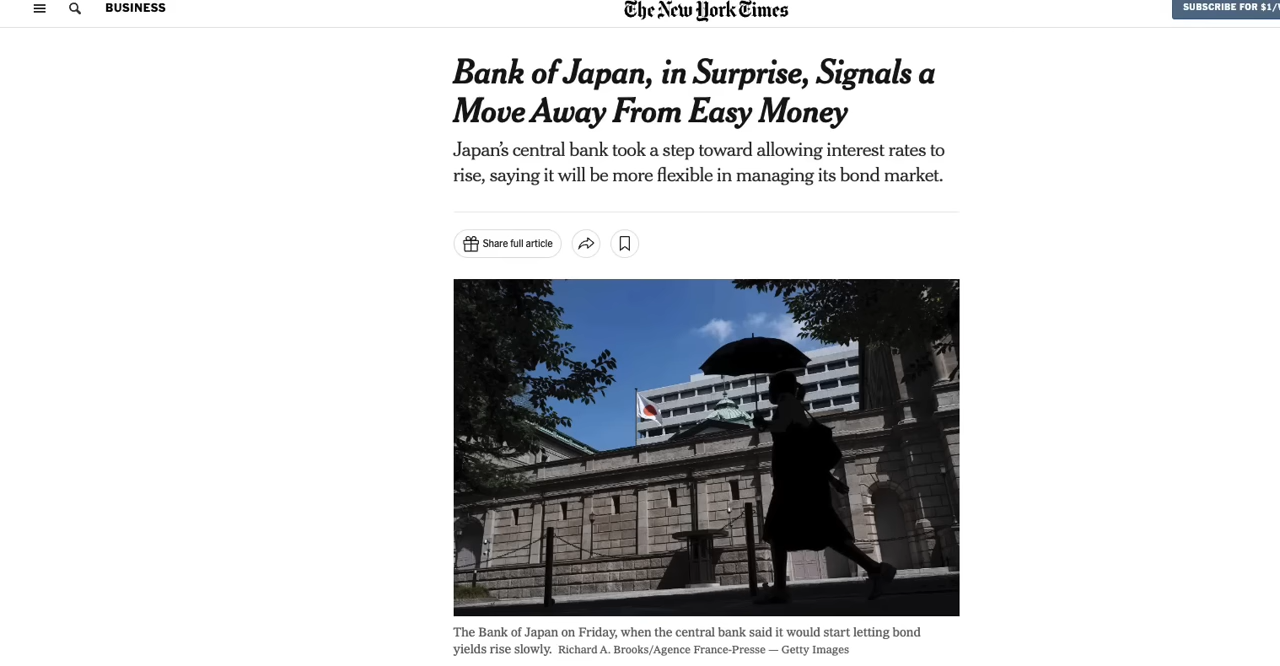 BUSINESS
The New York Times
SUBSCRIBE FOR $1/
Bank of Japan, in Surprise, Signals a
Move Away From Easy Money
Japan’s central bank took a step toward allowing interest rates to
rise, saying it will be more flexible in managing its bond market.
Share full article
The Bank of Japan on Friday, when the central bank said it would start letting bond
yields rise slowly. Richard A. Brooks/Agence France-Presse — Getty Images